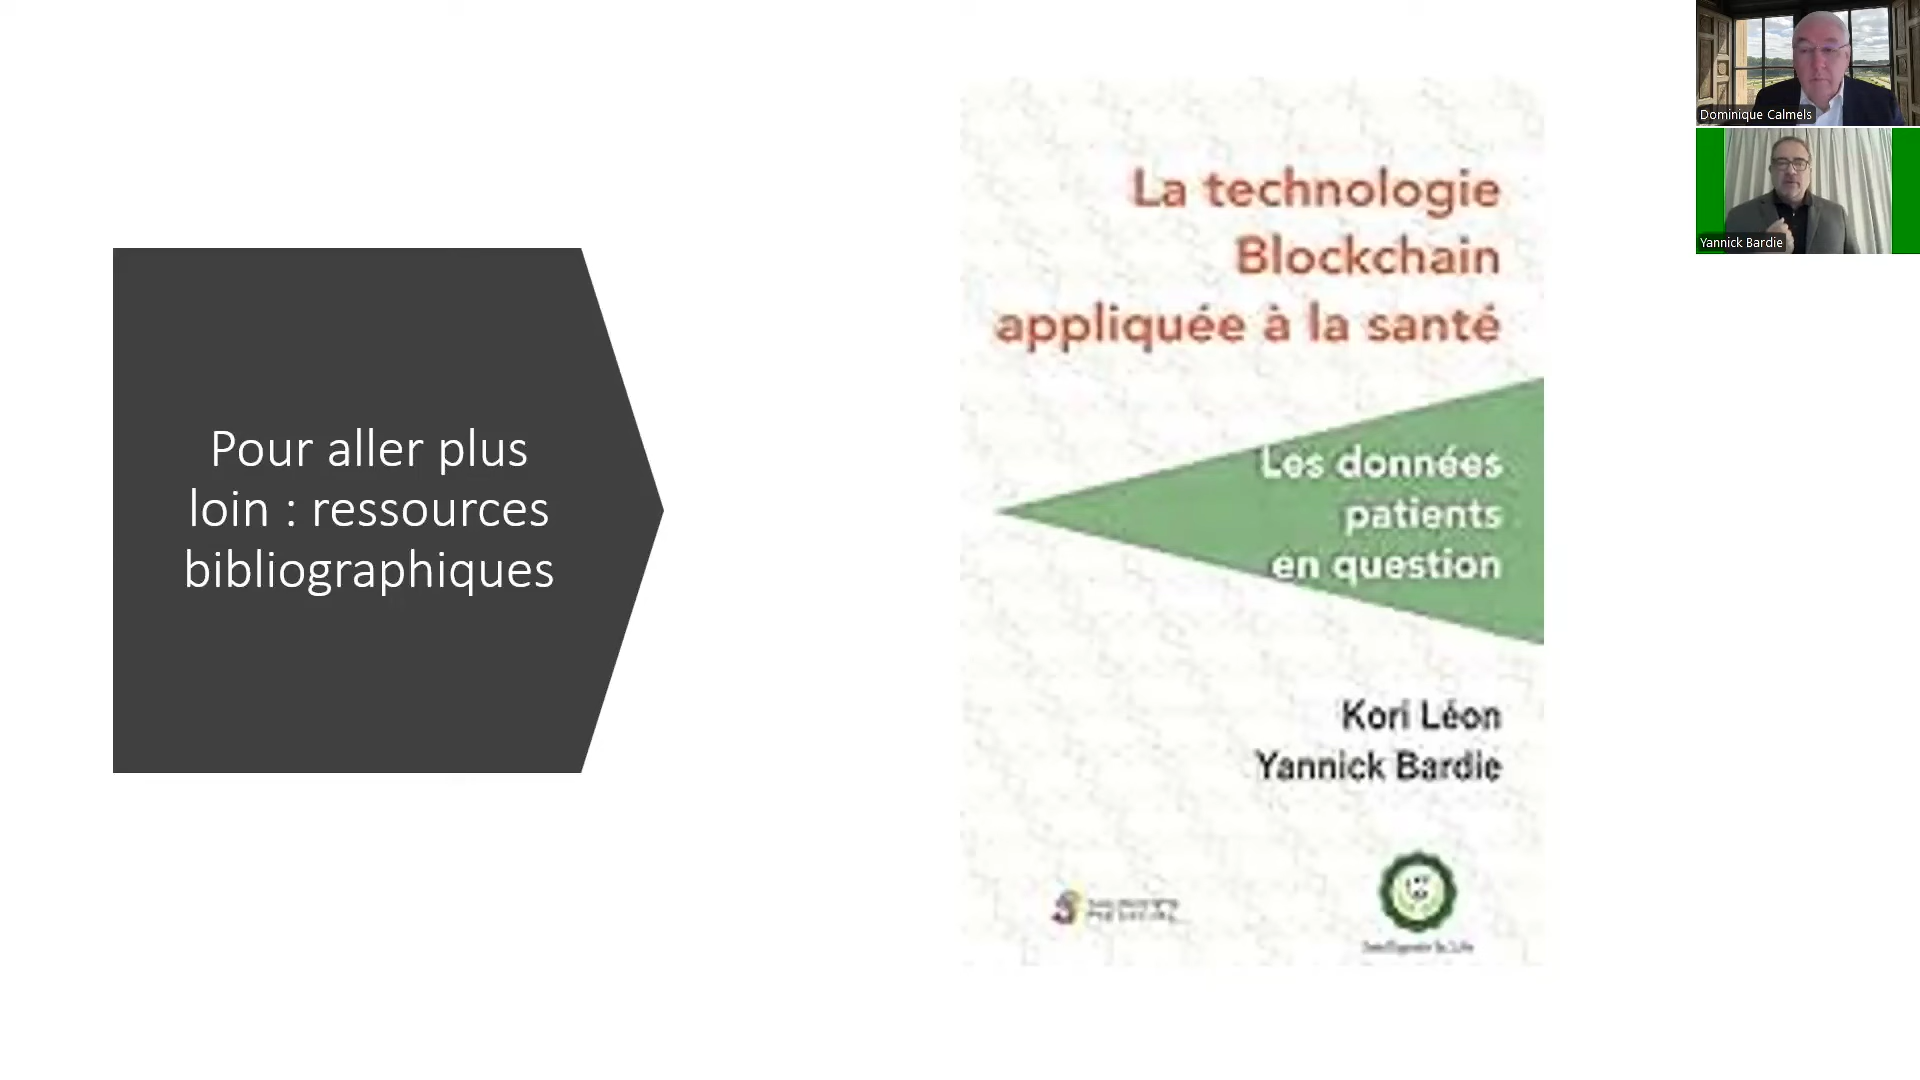 Pour aller plus
loin : ressources
bibliographiques
La technologie
Blockchain
appliquée à la santé
Les données
patients
en question
Kori Léon
Yannick Bardie
Dominique Calmels
Yannick Bardie